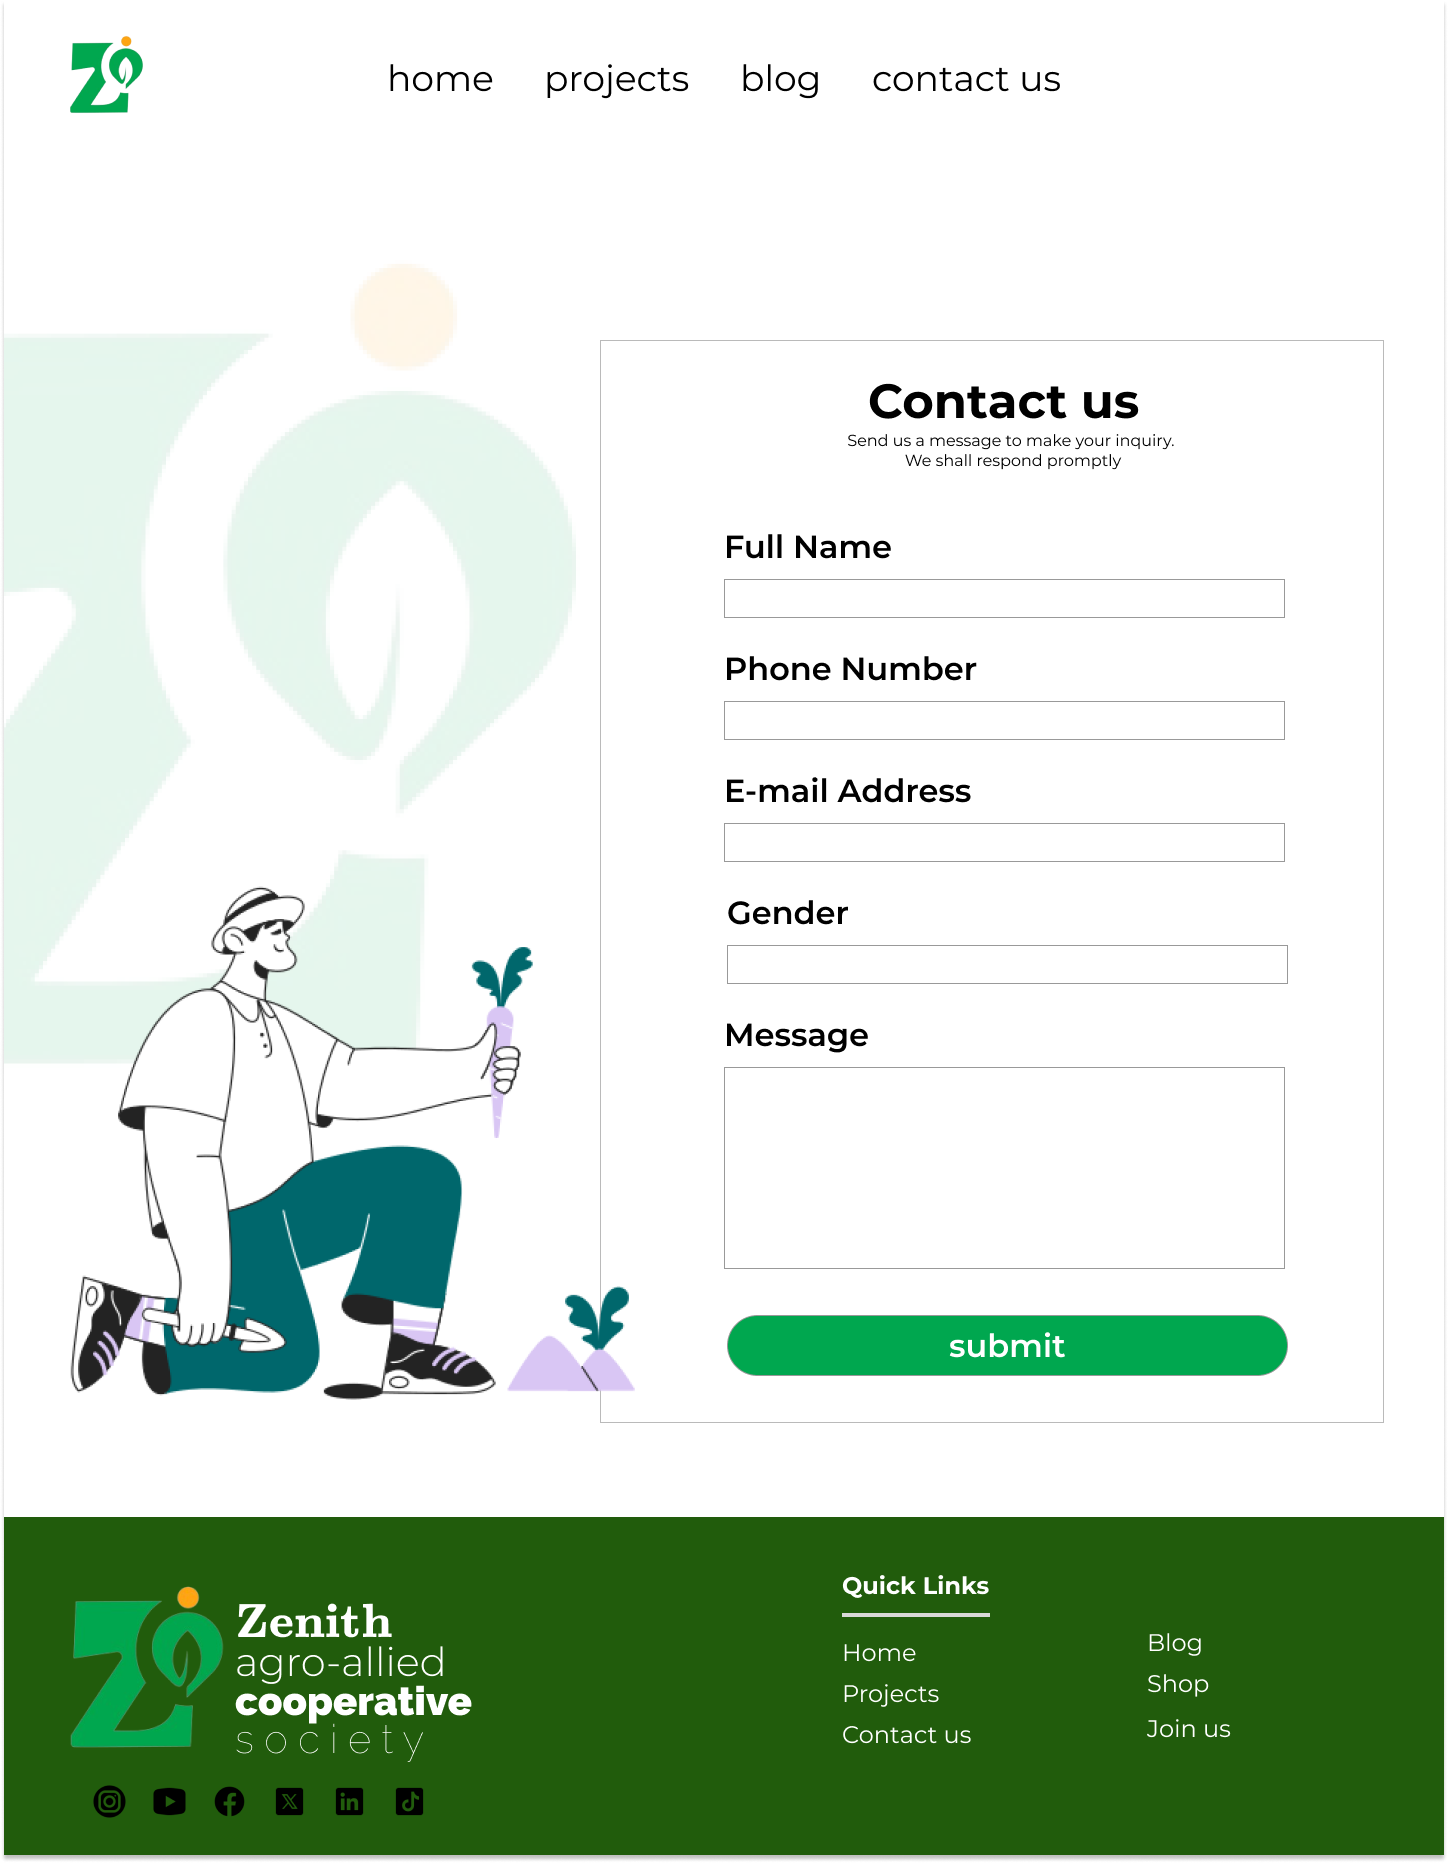 home projects blog contact us
Contact us
Send us a message to make your inquiry.
We shall respond promptly
Full Name
Phone Number
E-mail Address
Gender
Message
submit
Zenith
agro-allied
cooperative
society
Quick Links
Home
Projects
Contact us
Blog
Shop
Join us